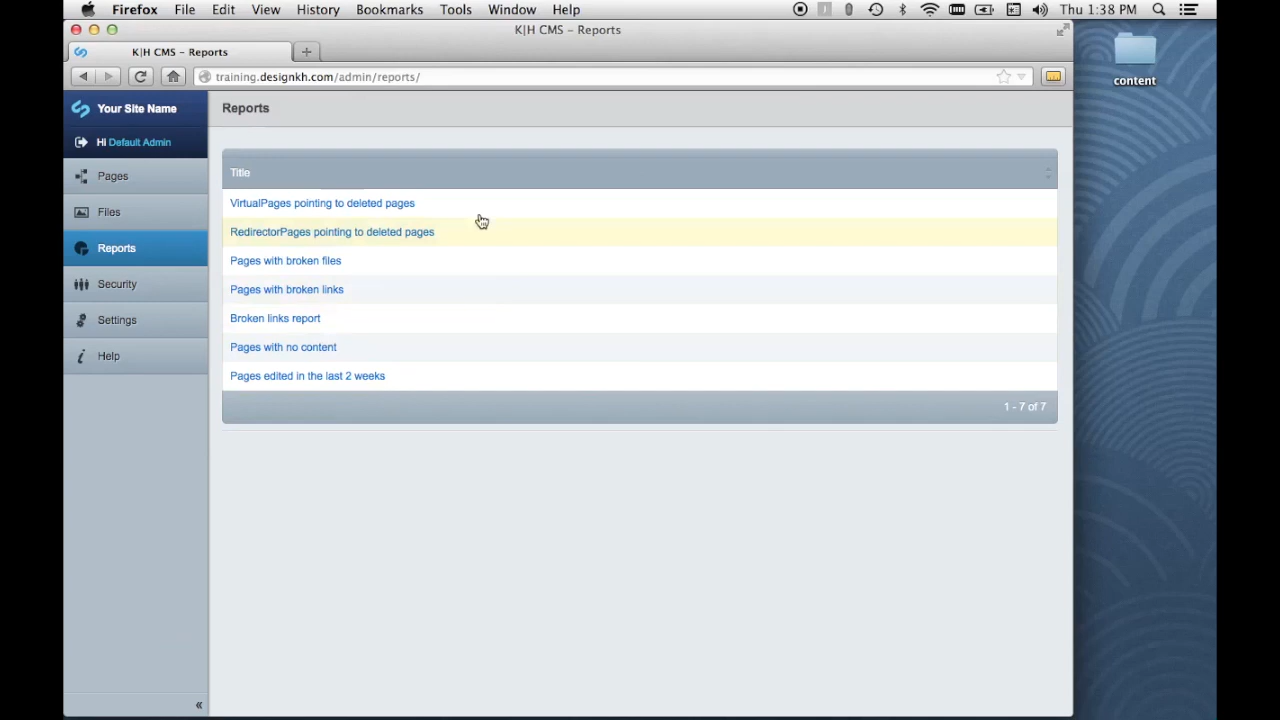 Firefox File Edit View History Bookmarks Tools Window Help Thu 1:38 PM
K|H CMS – Reports
K|H CMS – Reports
training.designkh.com/admin/reports/
content
Your Site Name
Hi Default Admin
Pages
Files
Reports
Security
Settings
Help
«
Reports
Title
VirtualPages pointing to deleted pages
RedirectorPages pointing to deleted pages
Pages with broken files
Pages with broken links
Broken links report
Pages with no content
Pages edited in the last 2 weeks
1 - 7 of 7